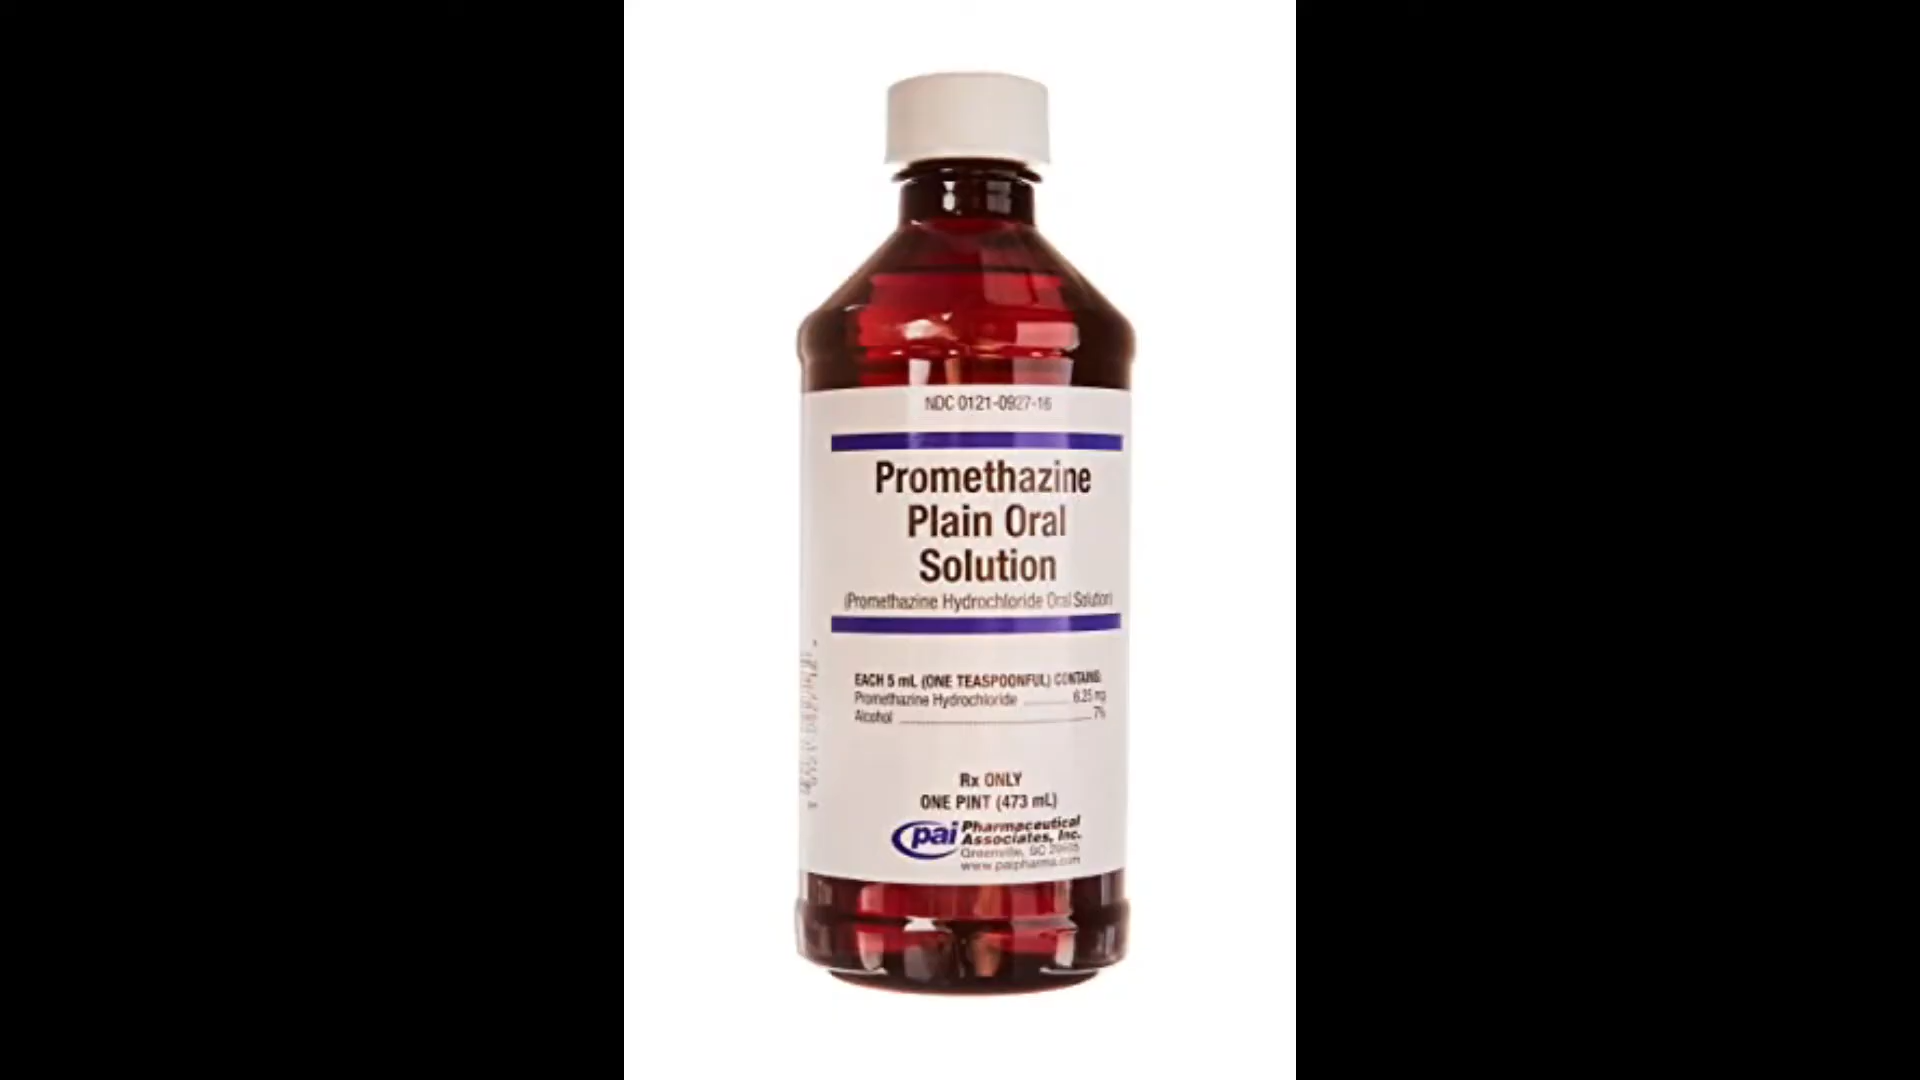 NDC 0121-0927-16
Promethazine
Plain Oral
Solution
(Promethazine Hydrochloride Oral Solution)
EACH 5 mL (ONE TEASPOONFUL) CONTAINS:
Promethazine Hydrochloride ............ 6.25 mg
Alcohol ................................................ 7%
Rx ONLY
ONE PINT (473 mL)
pai Pharmaceutical
Associates, Inc.
Greenville, SC 29605
www.paipharma.com